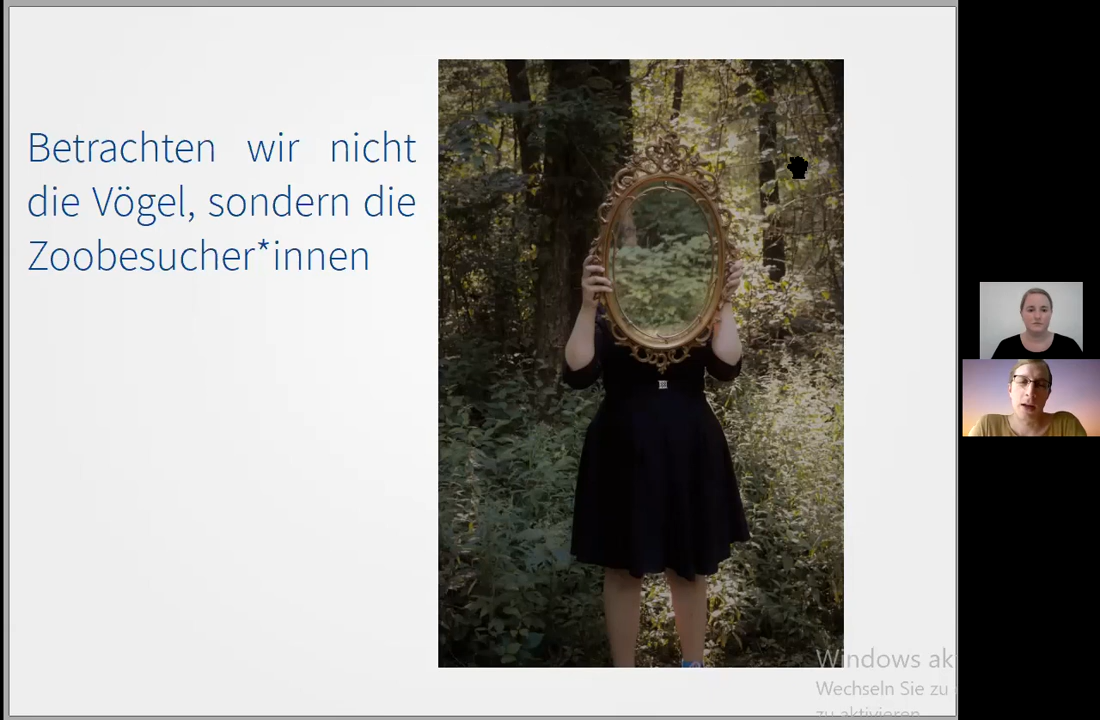 Betrachten wir nicht
die Vögel, sondern die
Zoobesucher*innen
Windows ak
Wechseln Sie zu
zu aktivieren